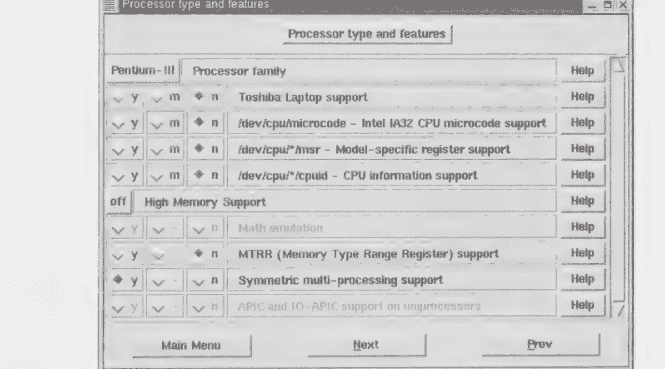 Processor type and features
Processor type and features
Pentium-III Processor family Help
y m n Toshiba Laptop support Help
y m n /dev/cpu/microcode - Intel IA32 CPU microcode support Help
y m n /dev/cpu/*/msr - Model-specific register support Help
y m n /dev/cpu/*/cpuid - CPU information support Help
off High Memory Support Help
y - n Math emulation Help
y n MTRR (Memory Type Range Register) support Help
y - n Symmetric multi-processing support Help
y - n APIC and IO-APIC support on uniprocessors Help
Main Menu Next Prev